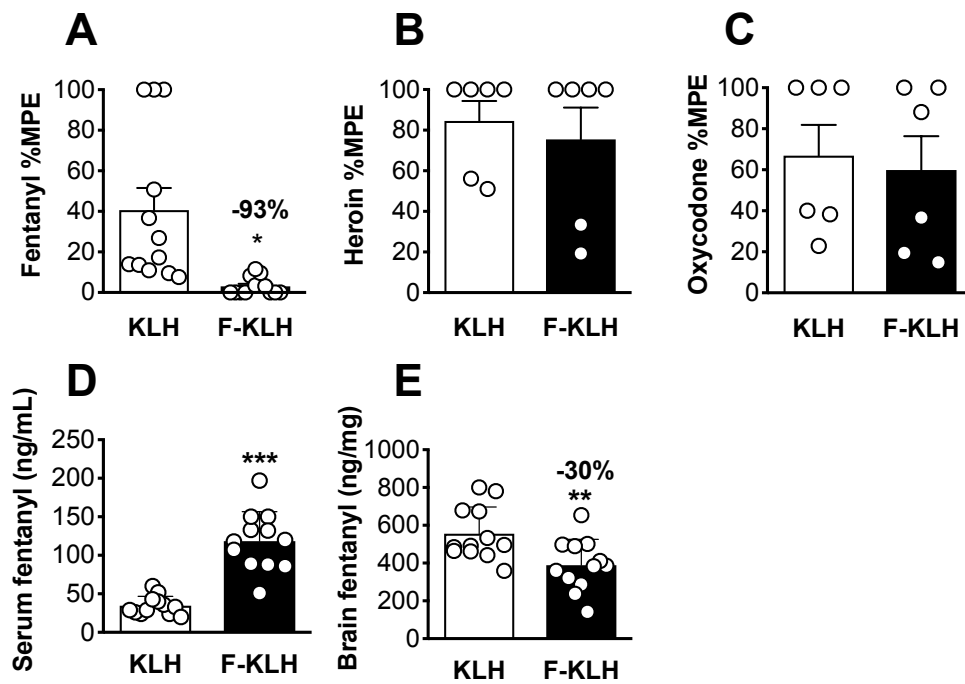 A
Fentanyl %MPE
100
80
60
40
20
0
-93%
*
KLH F-KLH
B
Heroin %MPE
100
80
60
40
20
0
KLH F-KLH
C
Oxycodone %MPE
100
80
60
40
20
0
KLH F-KLH
D
Serum fentanyl (ng/mL)
250
200
150
100
50
0
***
KLH F-KLH
E
Brain fentanyl (ng/mg)
1000
800
600
400
200
0
-30%
**
KLH F-KLH